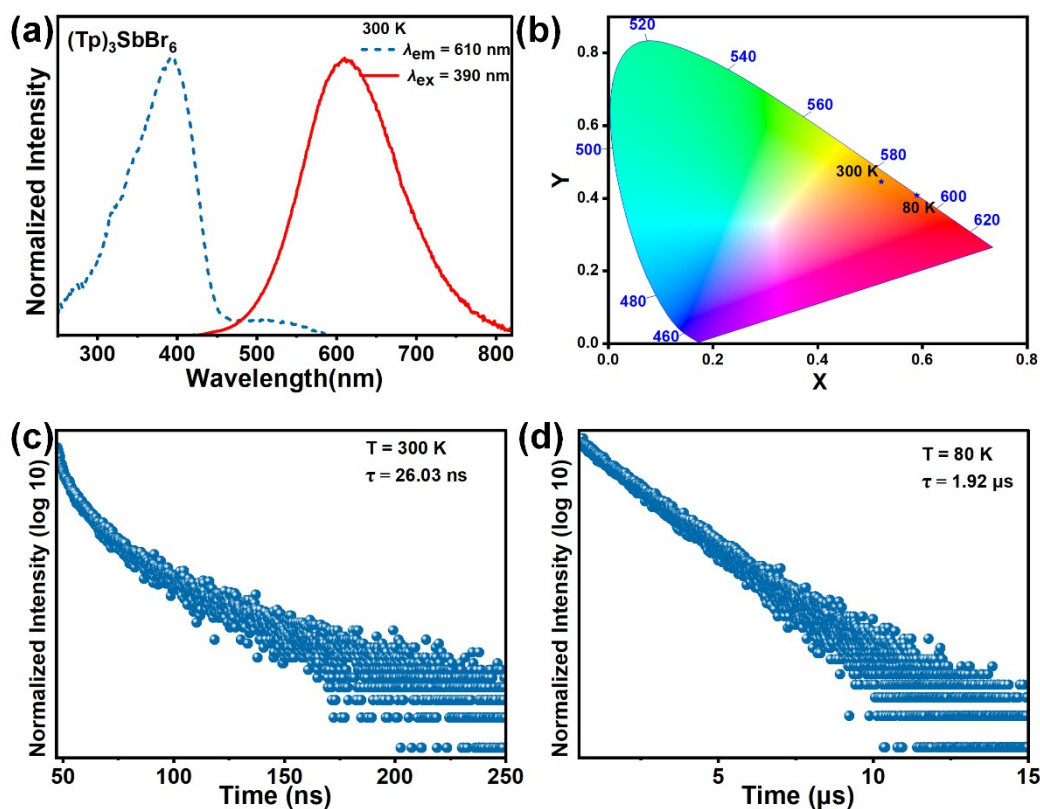 (a)
(Tp)₃SbBr₆
300 K
λem = 610 nm
λex = 390 nm
Normalized Intensity
300 400 500 600 700 800
Wavelength(nm)
(b)
0.8
0.6
0.4
0.2
0.0
Y
520
540
560
500
580
300 K
600
80 K
620
480
460
0.0 0.2 0.4 0.6 0.8
X
(c)
T = 300 K
τ = 26.03 ns
Normalized Intensity (log 10)
50 100 150 200 250
Time (ns)
(d)
T = 80 K
τ = 1.92 μs
Normalized Intensity (log 10)
5 10 15
Time (μs)